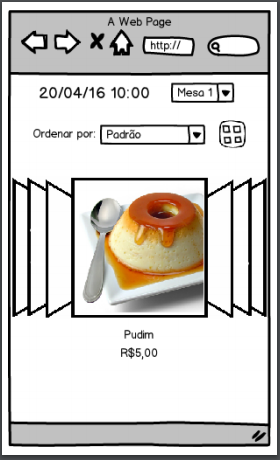 A Web Page
http://
20/04/16 10:00
Mesa 1
Ordenar por:
Padrão
Pudim
R$5,00